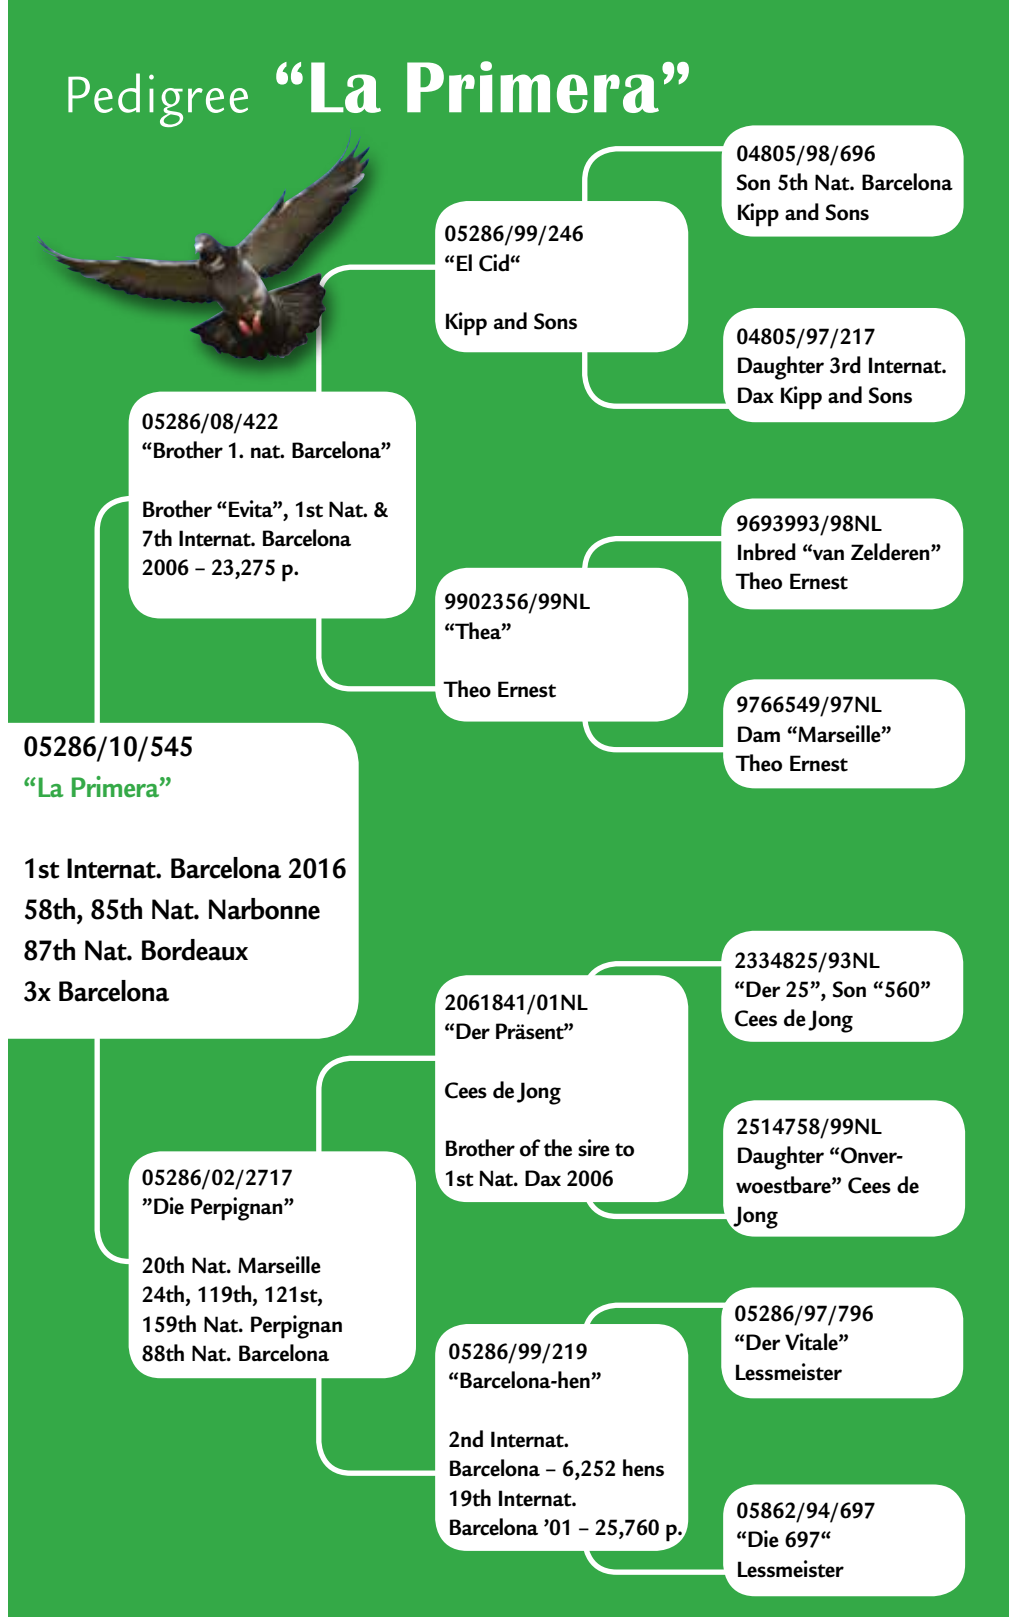 Pedigree “La Primera”
04805/98/696
Son 5th Nat. Barcelona
Kipp and Sons
05286/99/246
“El Cid“
Kipp and Sons
04805/97/217
Daughter 3rd Internat.
Dax Kipp and Sons
05286/08/422
“Brother 1. nat. Barcelona”
Brother “Evita”, 1st Nat. &
7th Internat. Barcelona
2006 – 23,275 p.
9693993/98NL
Inbred “van Zelderen”
Theo Ernest
9902356/99NL
“Thea”
Theo Ernest
9766549/97NL
Dam “Marseille”
Theo Ernest
05286/10/545
“La Primera”
1st Internat. Barcelona 2016
58th, 85th Nat. Narbonne
87th Nat. Bordeaux
3x Barcelona
2334825/93NL
“Der 25”, Son “560”
Cees de Jong
2061841/01NL
“Der Präsent”
Cees de Jong
Brother of the sire to
1st Nat. Dax 2006
2514758/99NL
Daughter “Onver-
woestbare” Cees de
Jong
05286/02/2717
”Die Perpignan”
20th Nat. Marseille
24th, 119th, 121st,
159th Nat. Perpignan
88th Nat. Barcelona
05286/97/796
“Der Vitale”
Lessmeister
05286/99/219
“Barcelona-hen”
2nd Internat.
Barcelona – 6,252 hens
19th Internat.
Barcelona ’01 – 25,760 p.
05862/94/697
“Die 697“
Lessmeister